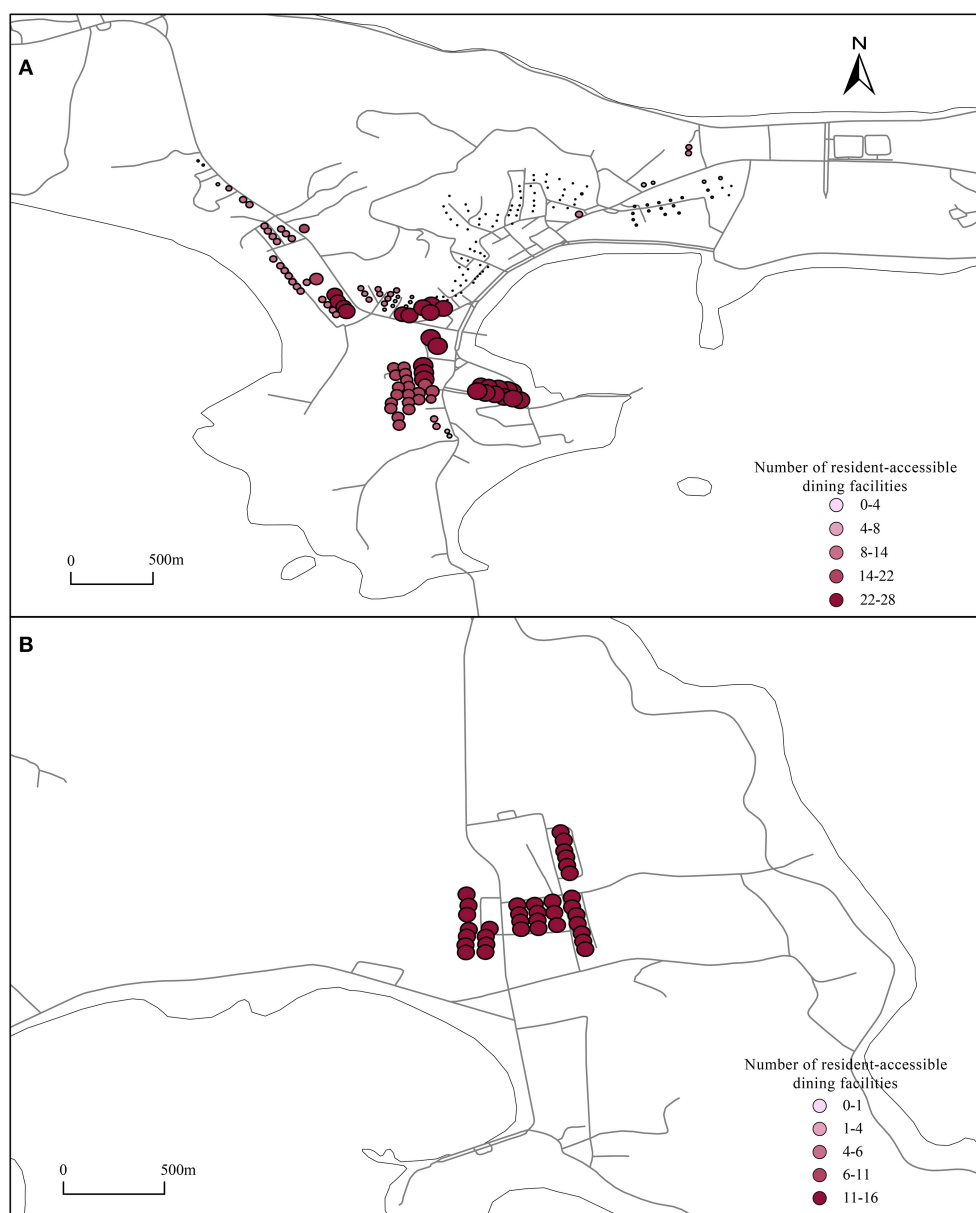 A
N
Number of resident-accessible
dining facilities
0-4
4-8
8-14
14-22
22-28
0 500m
B
Number of resident-accessible
dining facilities
0-1
1-4
4-6
6-11
11-16
0 500m